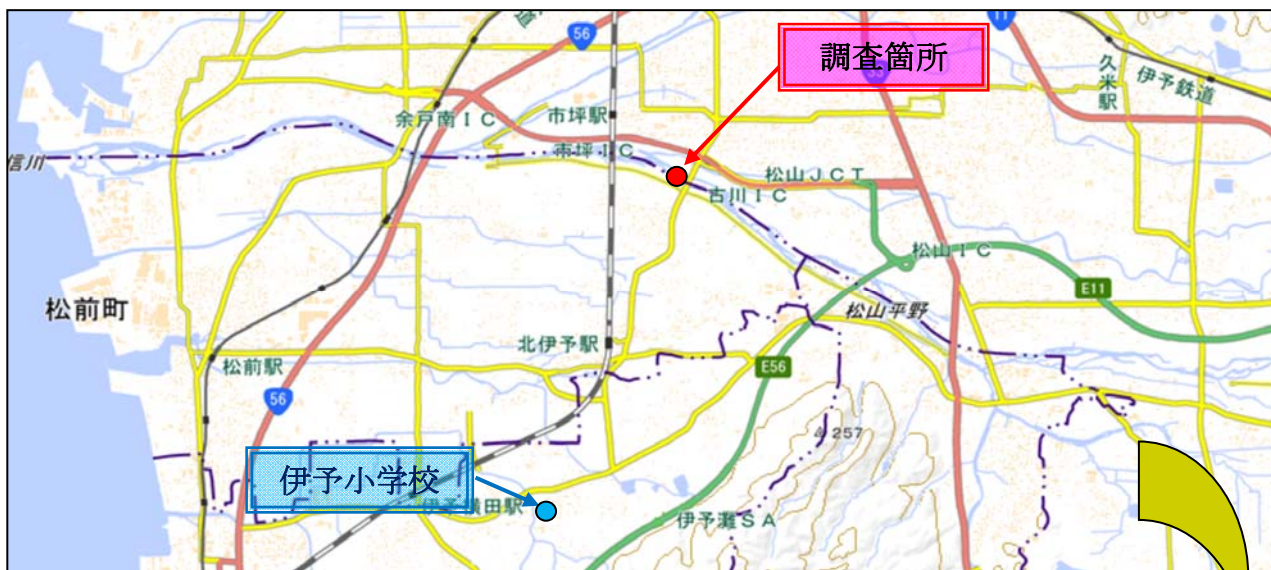 56
11
調査箇所
33
久米駅
伊予鉄道
市坪駅
余戸南IC
市坪IC
信川
松山JCT
古川IC
松山IC
E11
松前町
松山平野
北伊予駅
松前駅
E56
56
257
伊予小学校
伊予横田駅
伊予灘SA